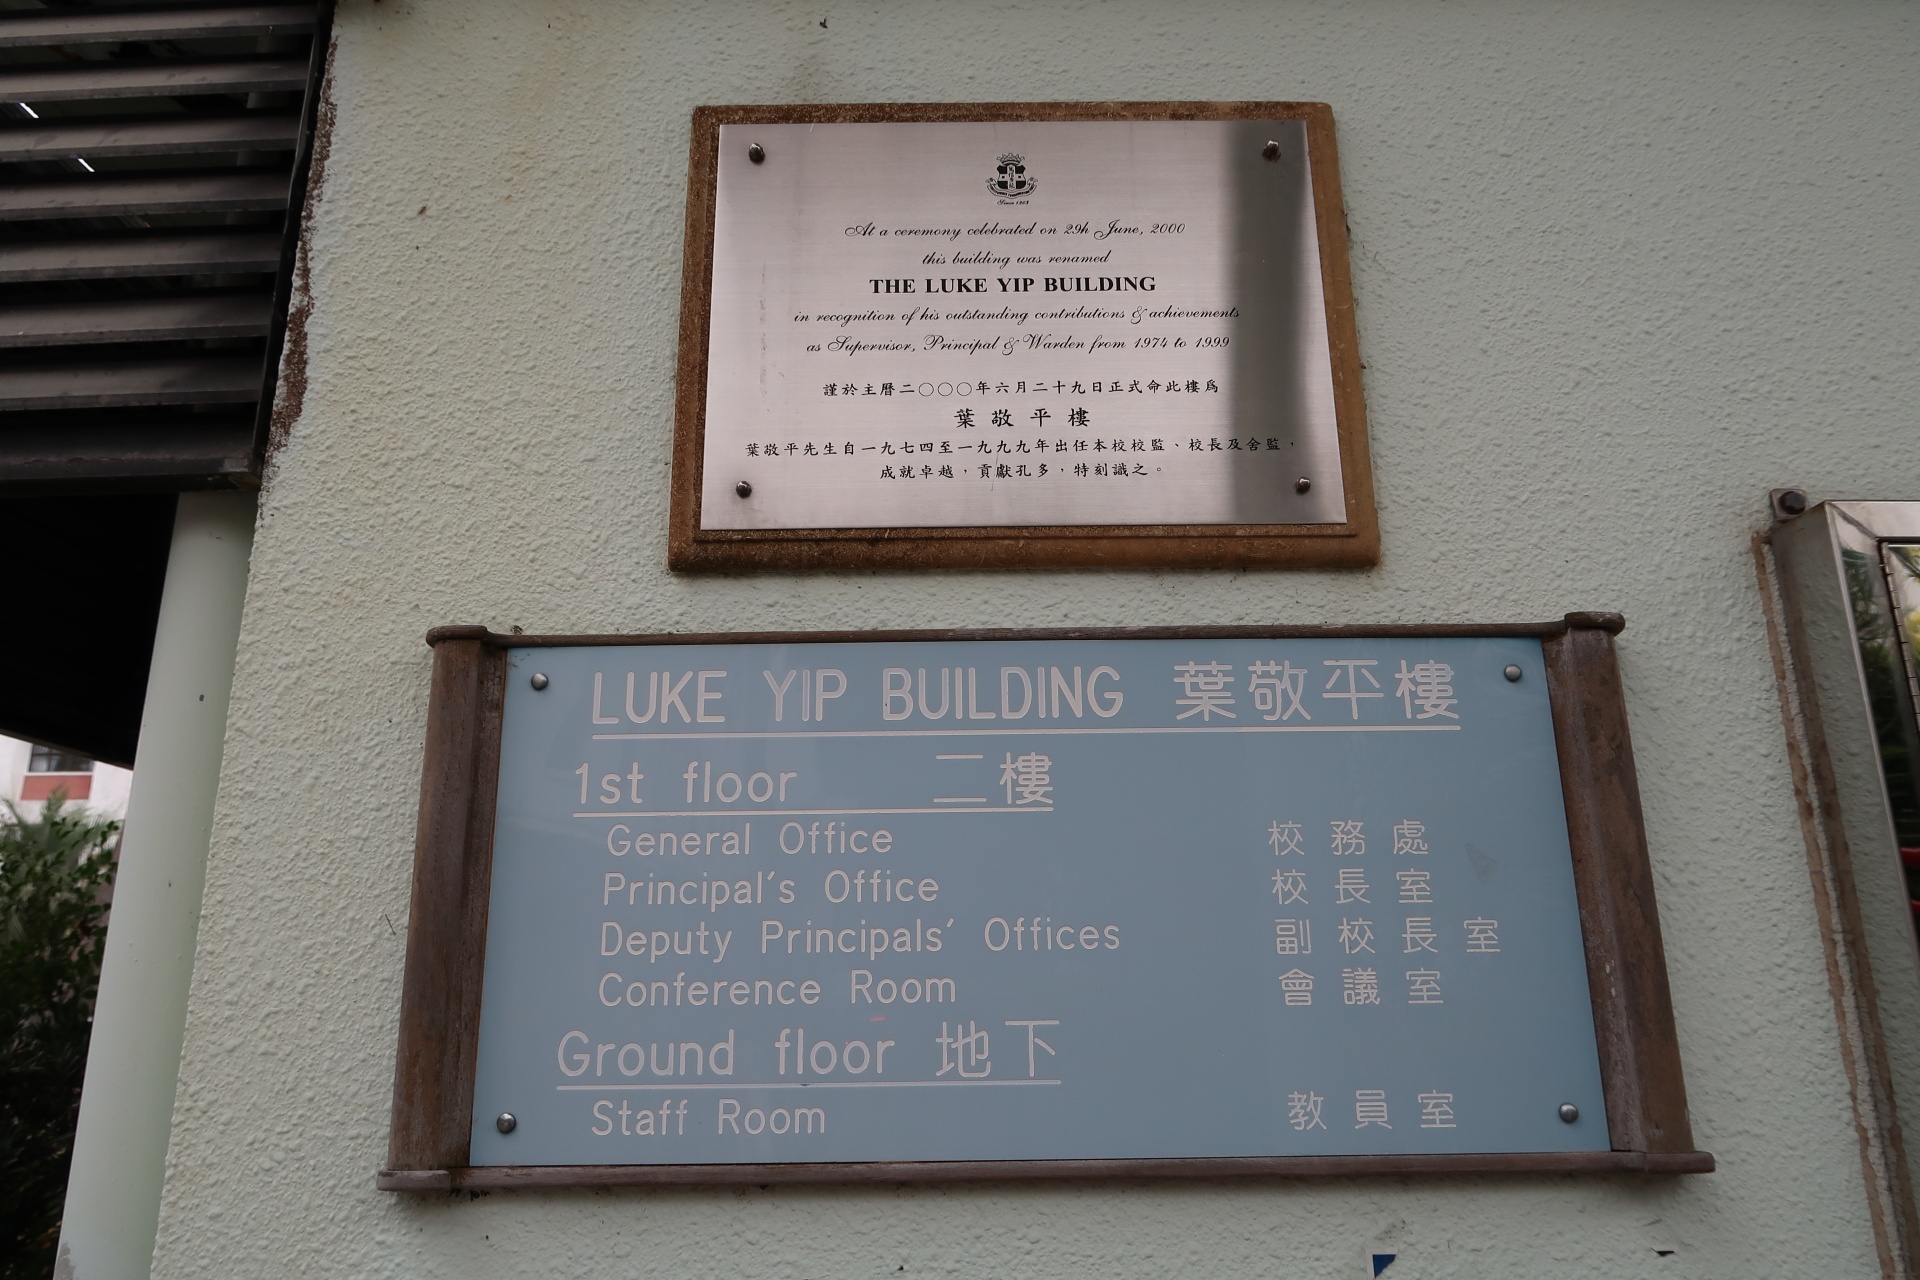 Since 1863
At a ceremony celebrated on 29h June, 2000
this building was renamed
THE LUKE YIP BUILDING
in recognition of his outstanding contributions & achievements
as Supervisor, Principal & Warden from 1974 to 1999
謹於主曆二〇〇〇年六月二十九日正式命此樓爲
葉敬平樓
葉敬平先生自一九七四至一九九九年出任本校校監、校長及舍監，
成就卓越，貢獻孔多，特刻識之。
LUKE YIP BUILDING 葉敬平樓
1st floor 二樓
General Office 校務處
Principal's Office 校長室
Deputy Principals' Offices 副校長室
Conference Room 會議室
Ground floor 地下
Staff Room 教員室